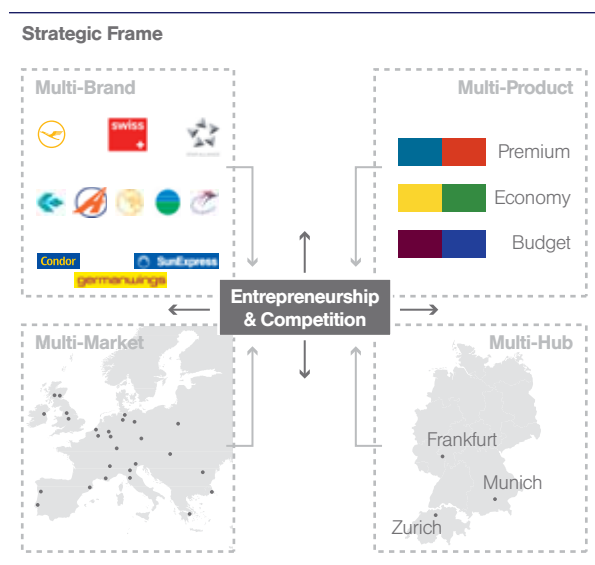 Strategic Frame
Multi-Brand
swiss
Condor
SunExpress
germanwings
Multi-Product
Premium
Economy
Budget
Entrepreneurship
& Competition
Multi-Market
Multi-Hub
Frankfurt
Munich
Zurich